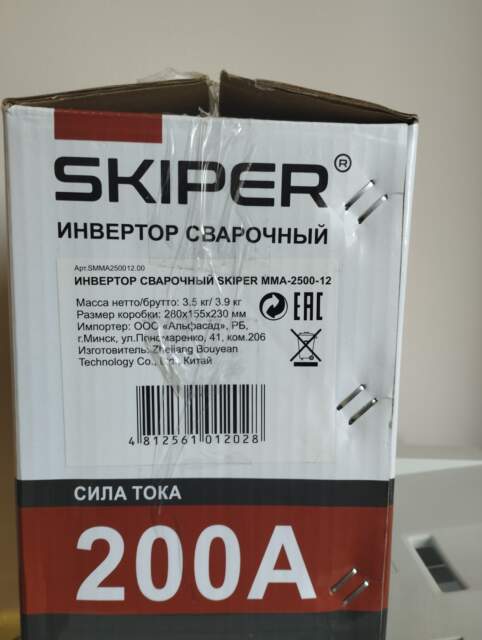 SKIPER®
ИНВЕРТОР СВАРОЧНЫЙ
Арт.SMMA250012.00
ИНВЕРТОР СВАРОЧНЫЙ SKIPER MMA-2500-12
Масса нетто/брутто: 3.5 кг/ 3.9 кг
Размер коробки: 280x155x230 мм
Импортер: ООО «Альфасад», РБ,
г.Минск, ул.Пономаренко, 41, ком.206
Изготовитель: Zhejiang Bouyean
Technology Co., Ltd., Китай
EAC
4 812561 012028
СИЛА ТОКА
200А